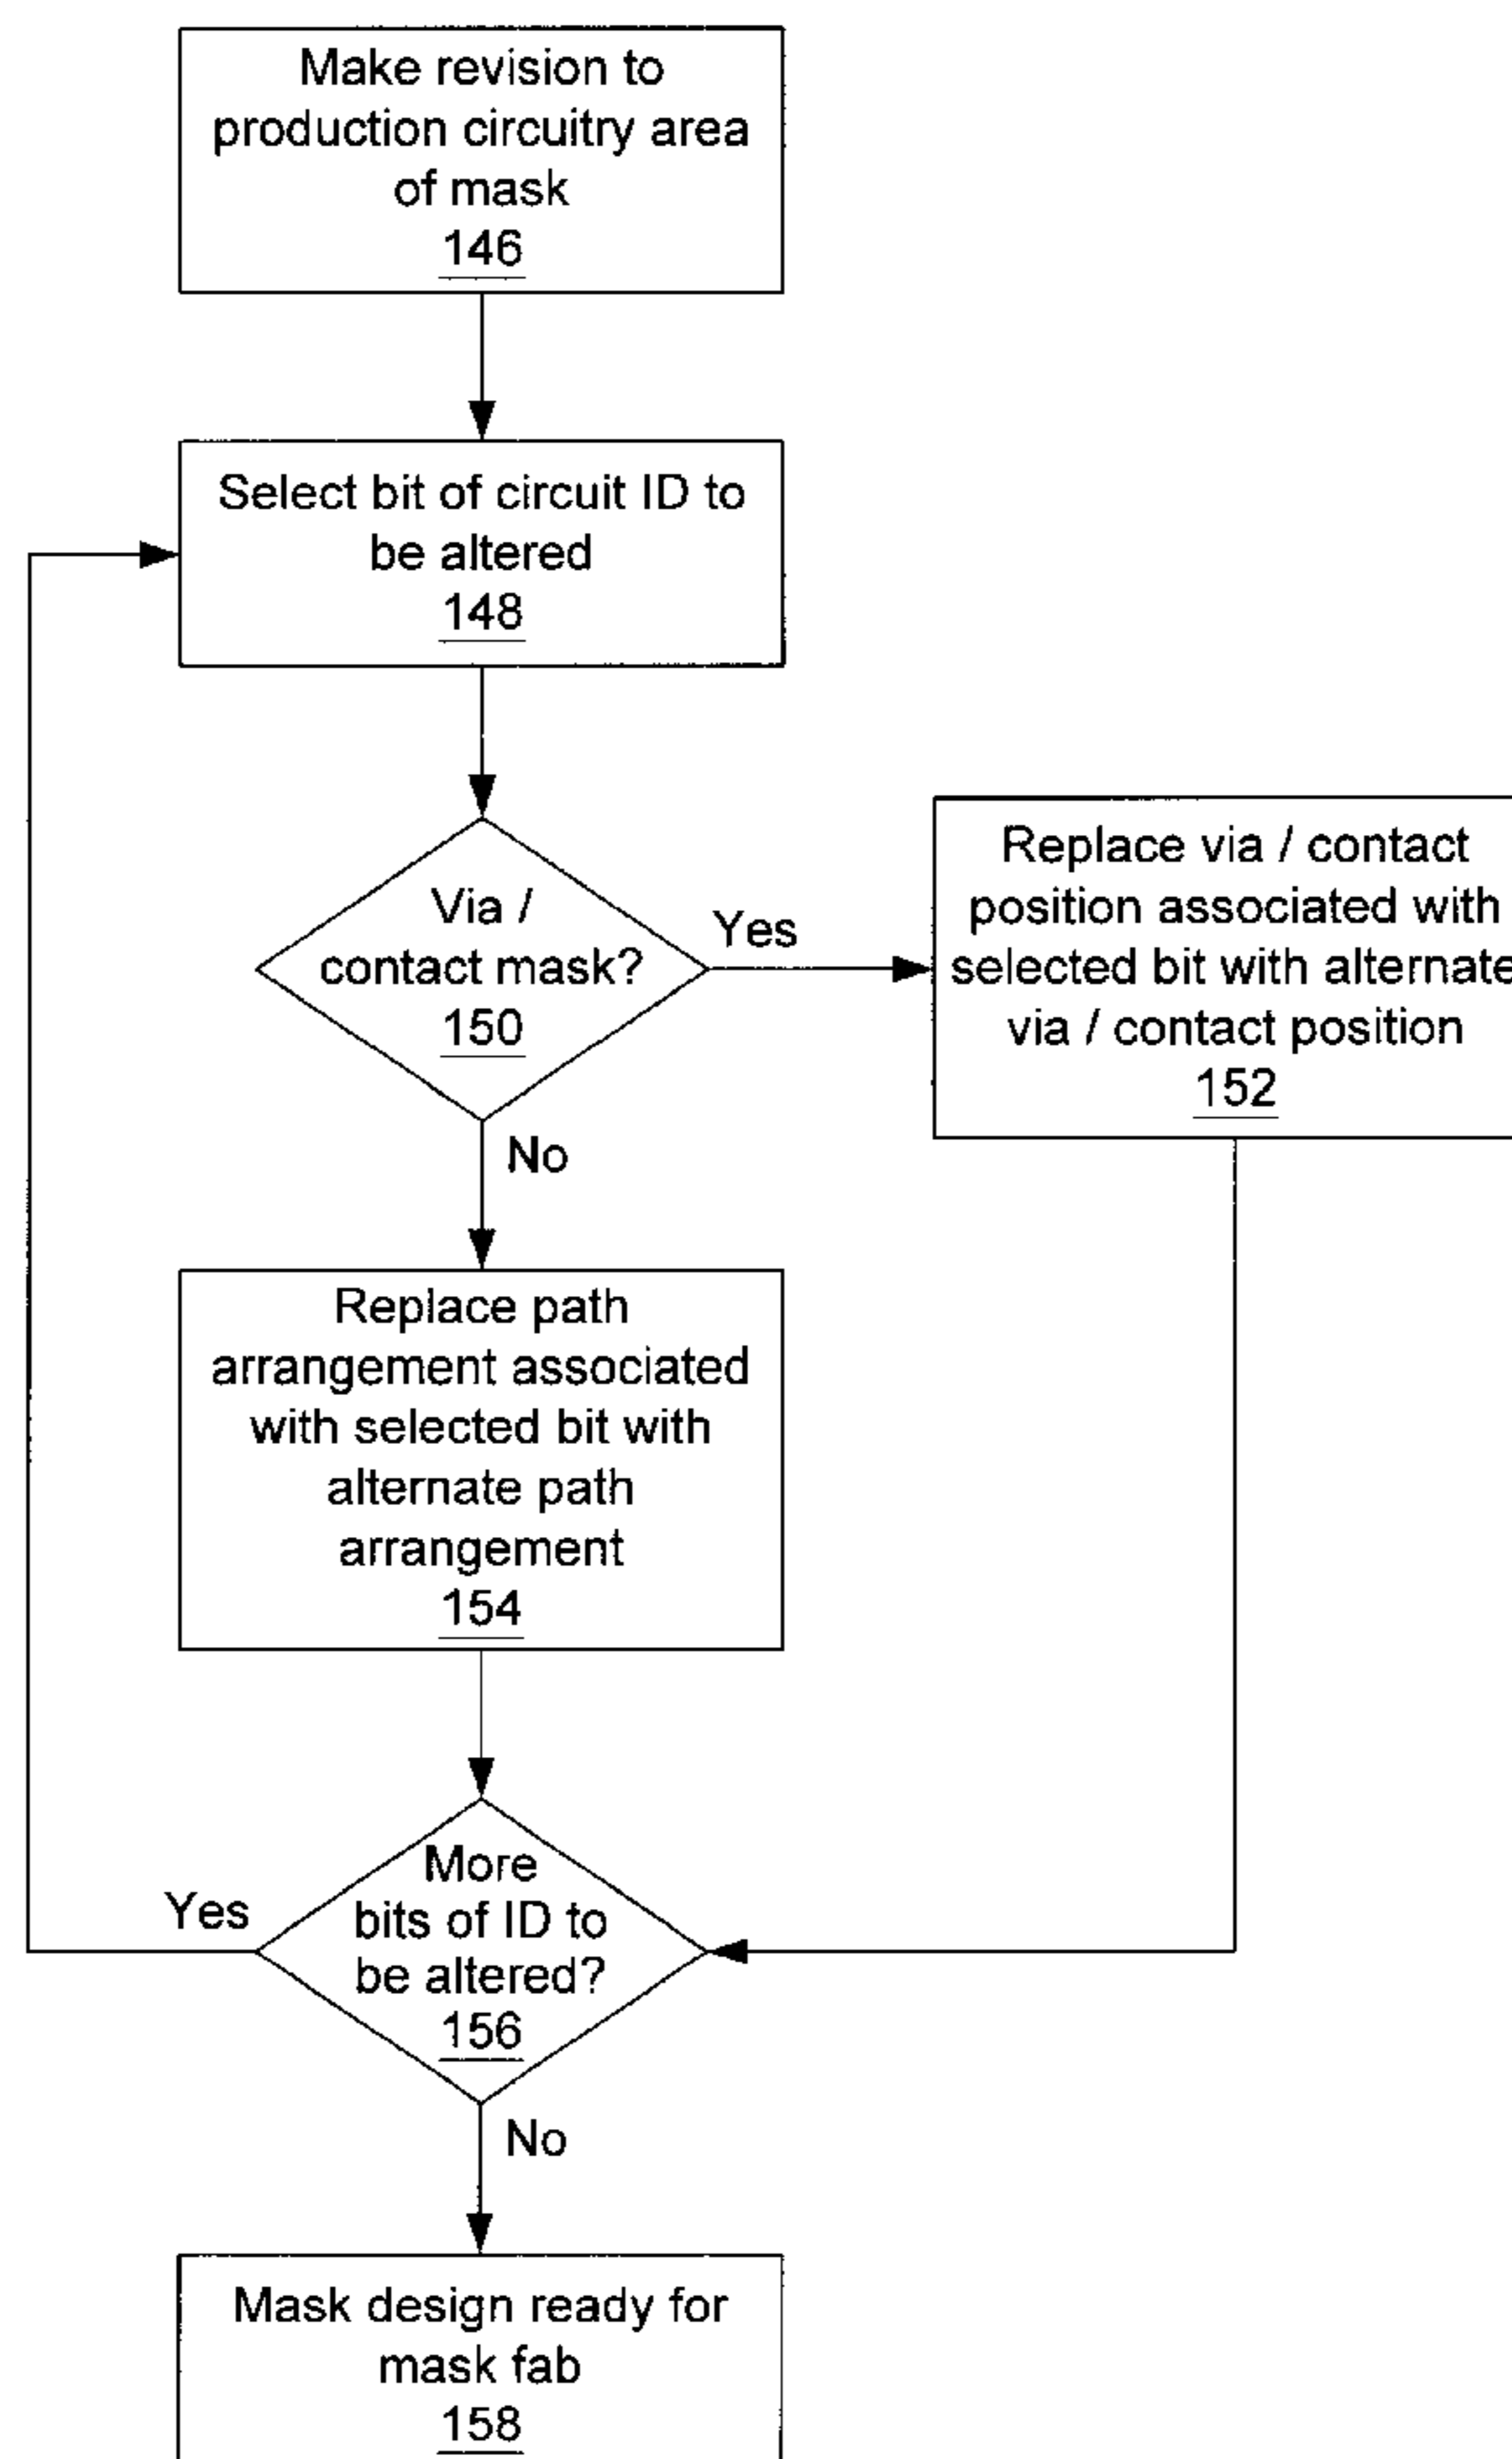 Make revision to
production circuitry area
of mask
146
Select bit of circuit ID to
be altered
148
Via /
contact mask?
150
Yes
Replace via / contact
position associated with
selected bit with alternate
via / contact position
152
No
Replace path
arrangement associated
with selected bit with
alternate path
arrangement
154
More
bits of ID to
be altered?
156
Yes
No
Mask design ready for
mask fab
158